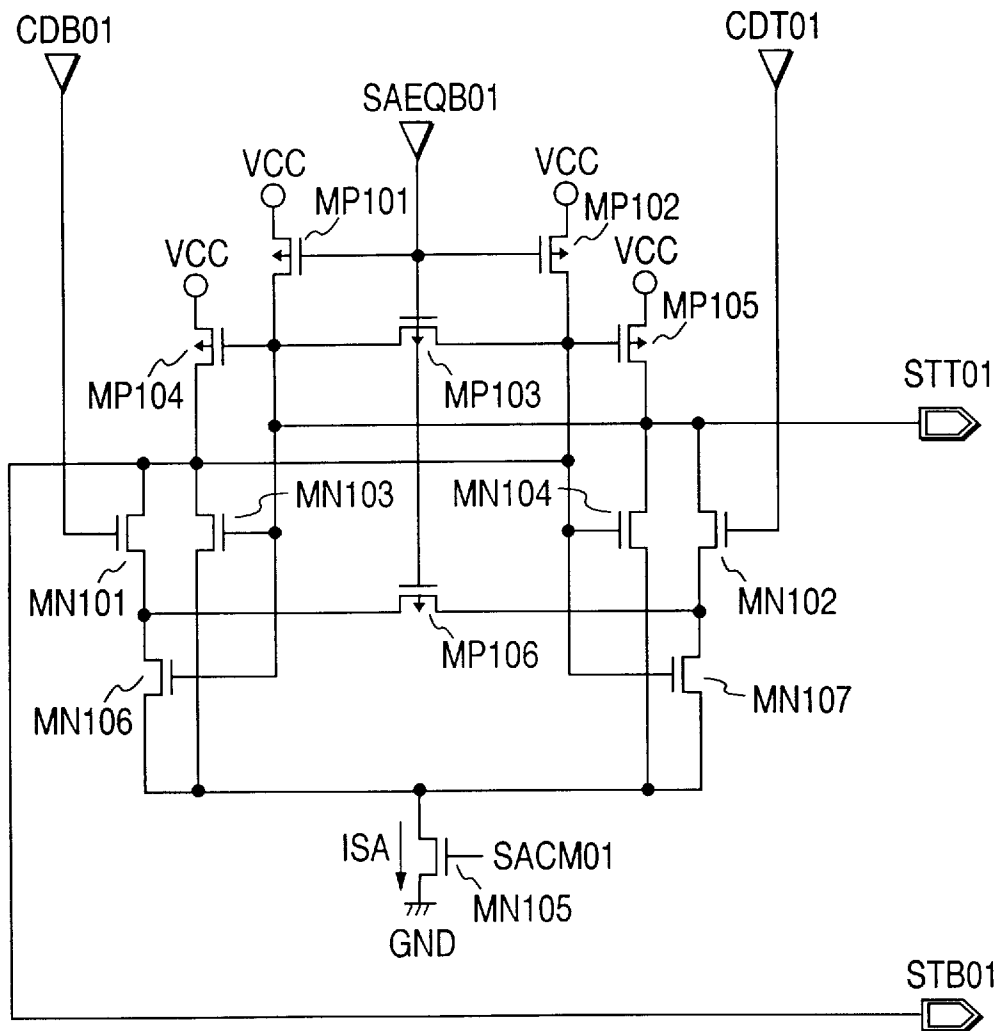 CDB01
CDT01
SAEQB01
VCC
VCC
MP101
MP102
VCC
VCC
MP105
MP104
MP103
STT01
MN103
MN104
MN101
MN102
MP106
MN106
MN107
ISA
SACM01
MN105
GND
STB01